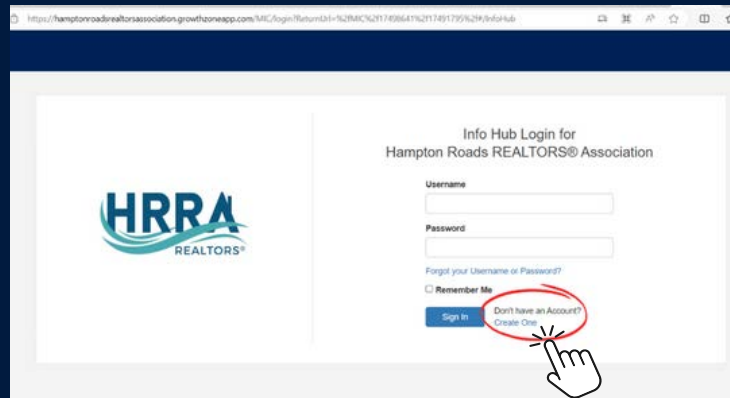 https://hamptonroadsrealtorsassociation.growthzoneapp.com/MIC/login?ReturnUrl=%2fMIC%2f17498641%2f17491795%2f#/InfoHub
Info Hub Login for
Hampton Roads REALTORS® Association
HRRA
REALTORS®
Username
Password
Forgot your Username or Password?
Remember Me
Sign In
Don't have an Account?
Create One